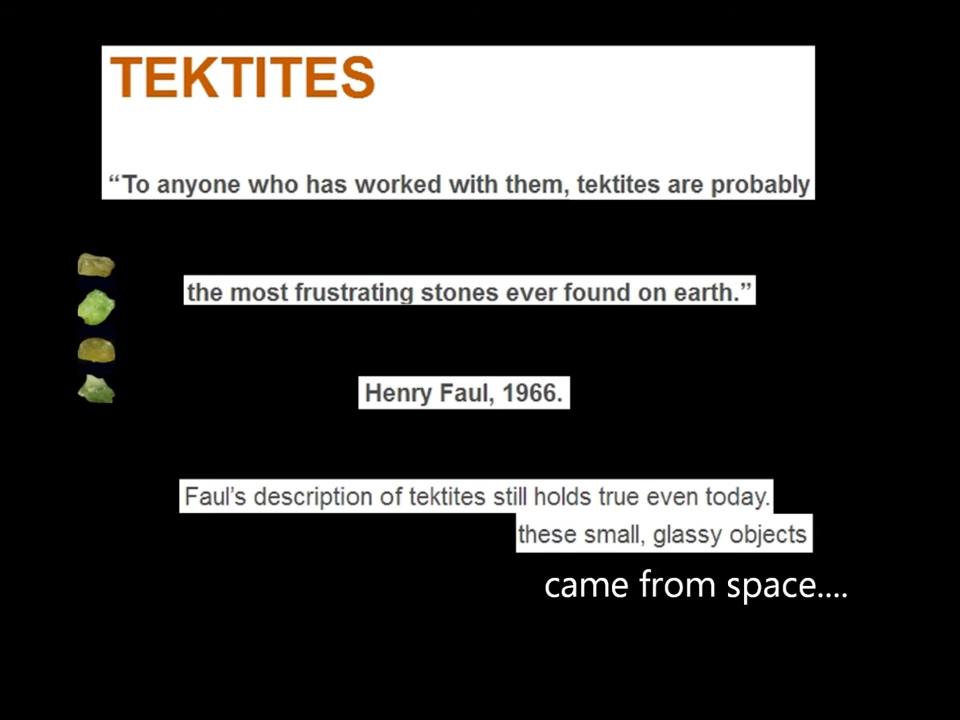 TEKTITES
“To anyone who has worked with them, tektites are probably
the most frustrating stones ever found on earth.”
Henry Faul, 1966.
Faul’s description of tektites still holds true even today.
these small, glassy objects
came from space....